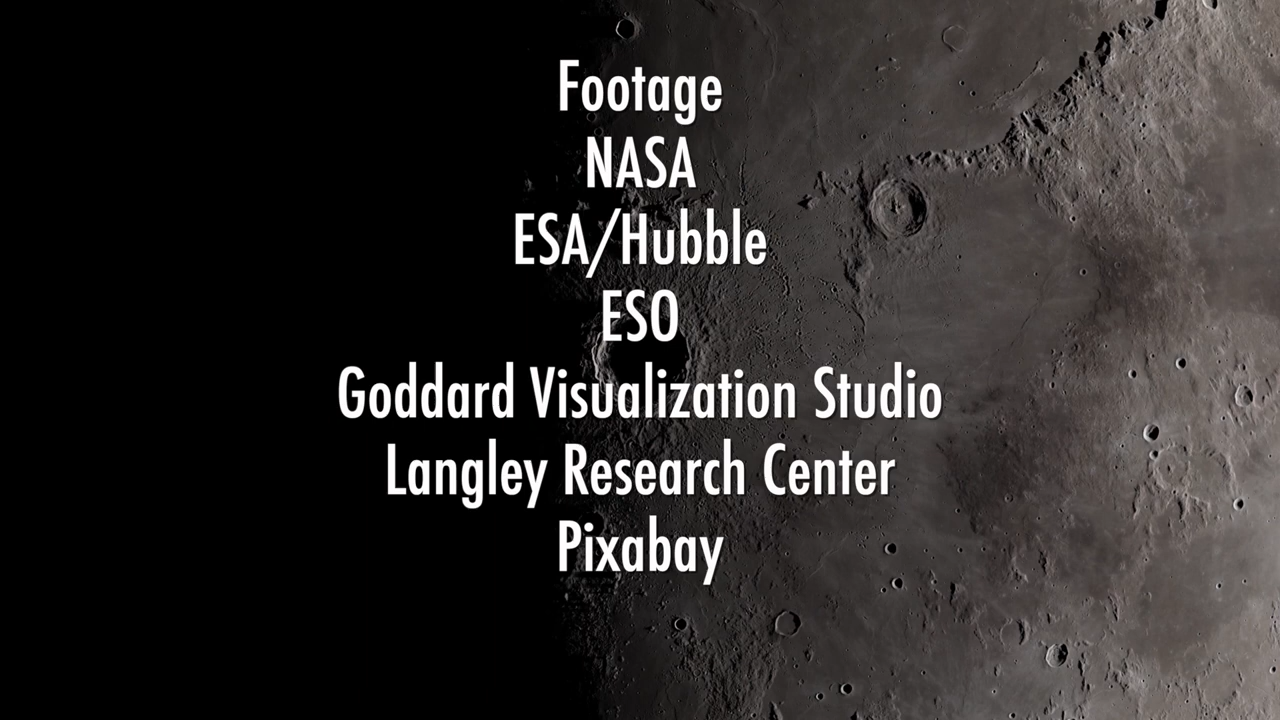 Footage
NASA
ESA/Hubble
ESO
Goddard Visualization Studio
Langley Research Center
Pixabay